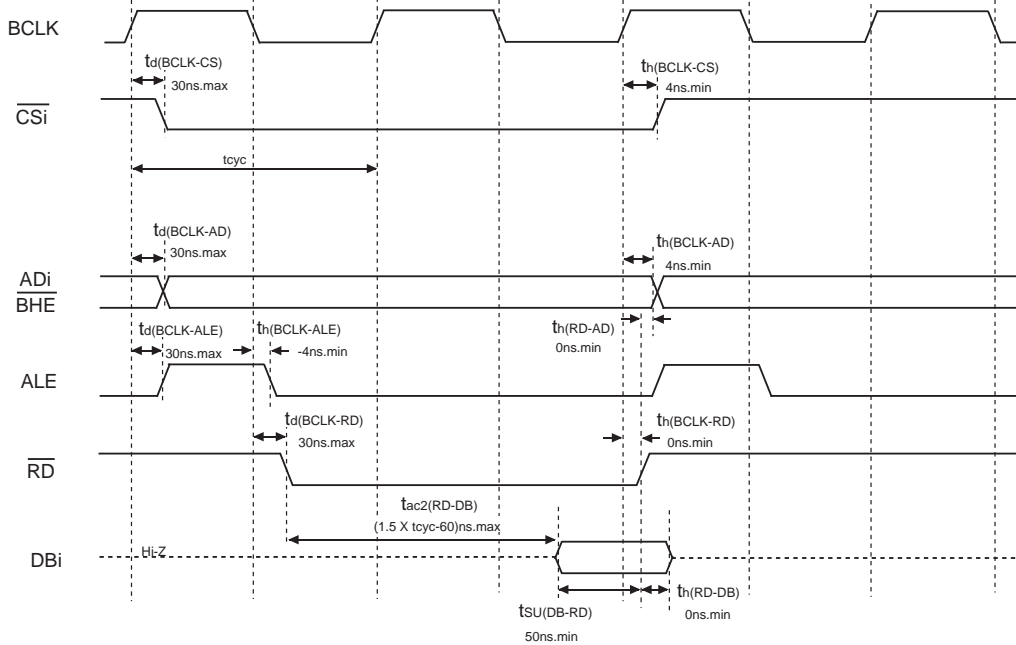 BCLK
td(BCLK-CS)
30ns.max
th(BCLK-CS)
4ns.min
CSi
tcyc
td(BCLK-AD)
30ns.max
th(BCLK-AD)
4ns.min
ADi
BHE
td(BCLK-ALE)
30ns.max
th(BCLK-ALE)
-4ns.min
th(RD-AD)
0ns.min
ALE
td(BCLK-RD)
30ns.max
th(BCLK-RD)
0ns.min
RD
tac2(RD-DB)
(1.5 X tcyc-60)ns.max
Hi-Z
DBi
tSU(DB-RD)
50ns.min
th(RD-DB)
0ns.min